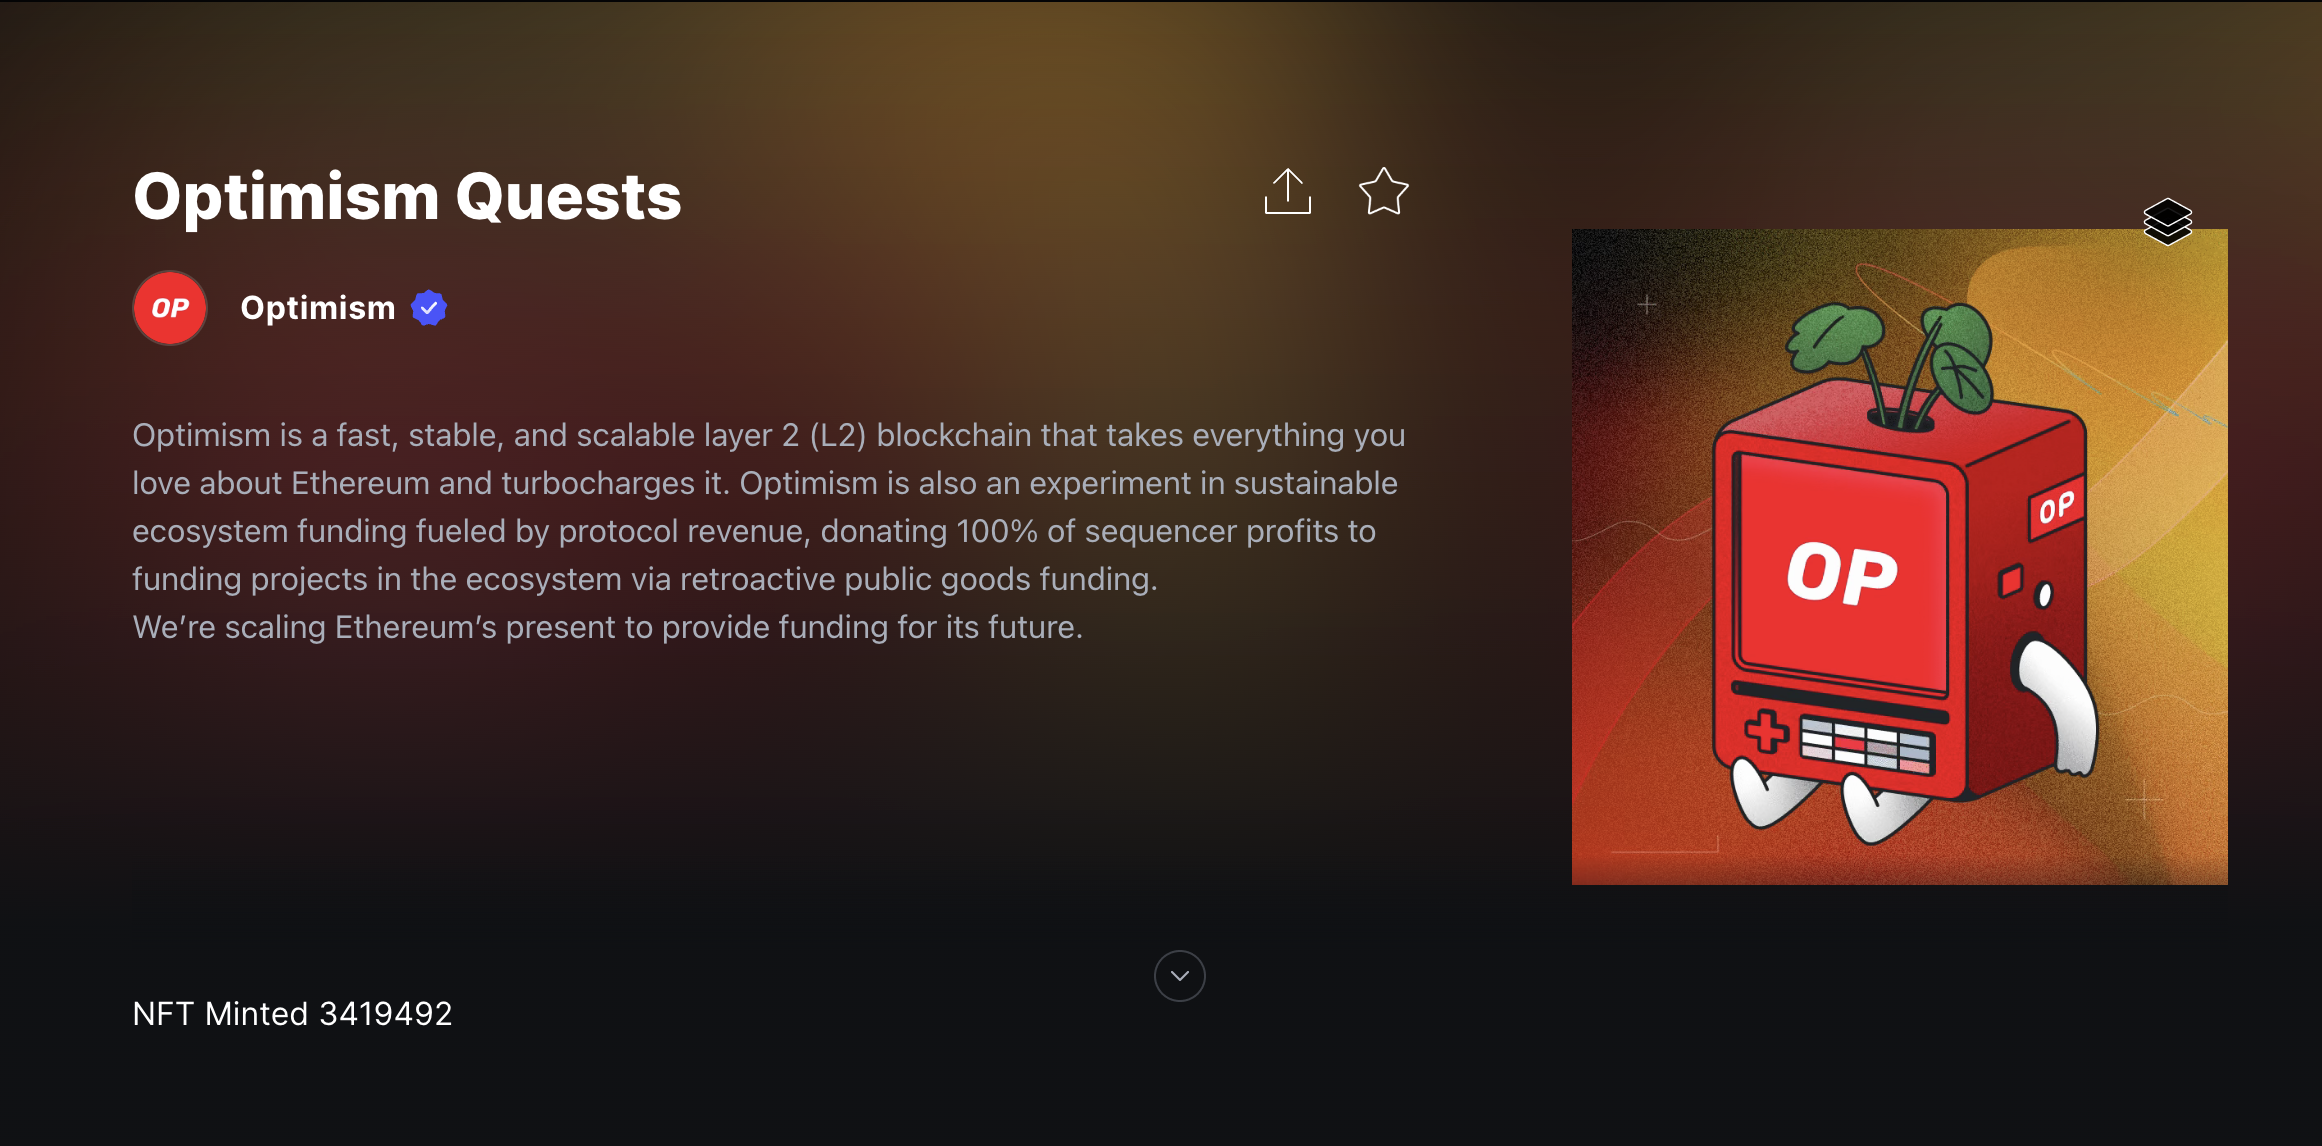 Optimism Quests
OP
Optimism
Optimism is a fast, stable, and scalable layer 2 (L2) blockchain that takes everything you
love about Ethereum and turbocharges it. Optimism is also an experiment in sustainable
ecosystem funding fueled by protocol revenue, donating 100% of sequencer profits to
funding projects in the ecosystem via retroactive public goods funding.
We’re scaling Ethereum’s present to provide funding for its future.
OP
OP
NFT Minted 3419492